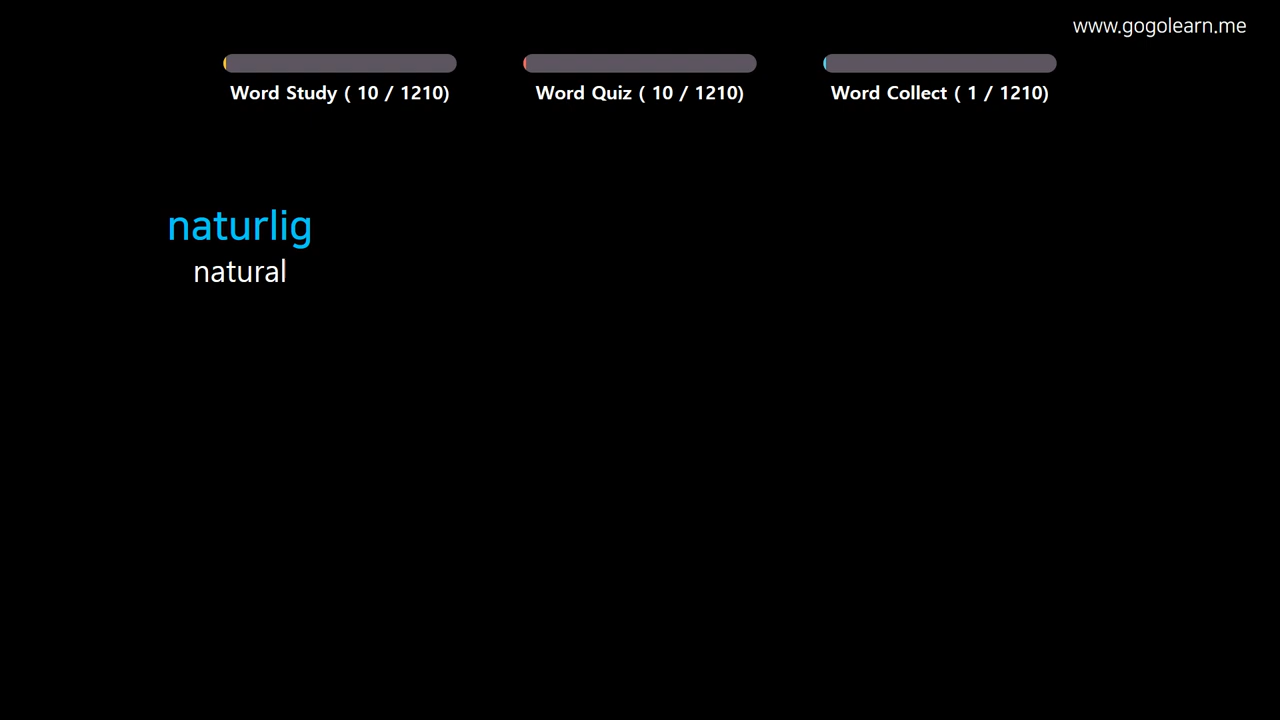 www.gogolearn.me
Word Study ( 10 / 1210)
Word Quiz ( 10 / 1210)
Word Collect ( 1 / 1210)
naturlig
natural